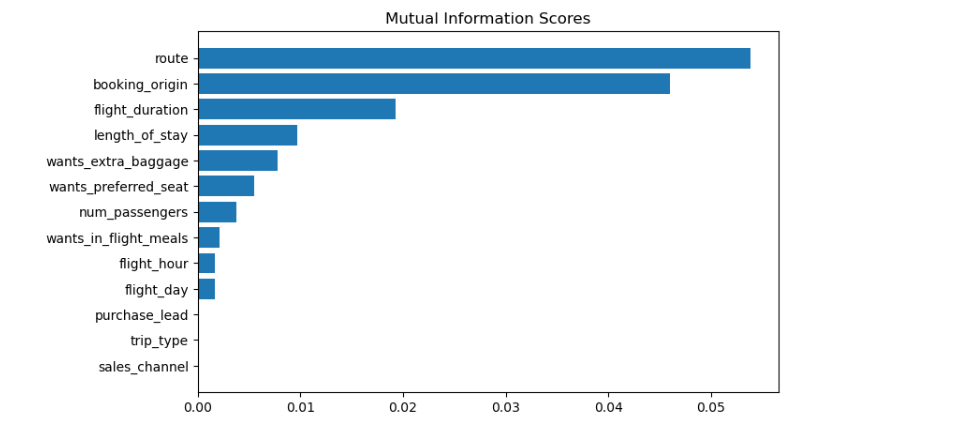 Mutual Information Scores
route
booking_origin
flight_duration
length_of_stay
wants_extra_baggage
wants_preferred_seat
num_passengers
wants_in_flight_meals
flight_hour
flight_day
purchase_lead
trip_type
sales_channel
0.00 0.01 0.02 0.03 0.04 0.05